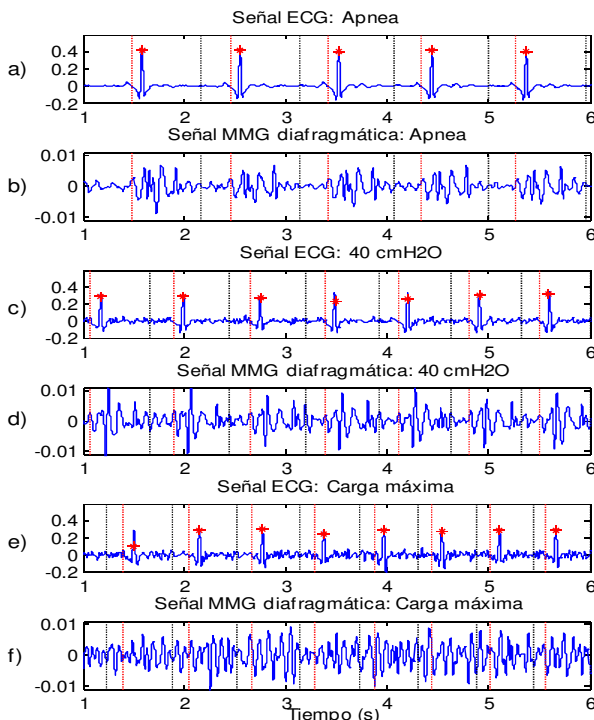 Señal ECG: Apnea
a)
0.4
0.2
0
-0.2
1 2 3 4 5 6
Señal MMG diafragmática: Apnea
b)
0.01
0
-0.01
1 2 3 4 5 6
Señal ECG: 40 cmH2O
c)
0.4
0.2
0
-0.2
1 2 3 4 5 6
Señal MMG diafragmática: 40 cmH2O
d)
0.01
0
-0.01
1 2 3 4 5 6
Señal ECG: Carga máxima
e)
0.4
0.2
0
-0.2
1 2 3 4 5 6
Señal MMG diafragmática: Carga máxima
f)
0.01
0
-0.01
1 2 3 4 5 6
Tiempo (s)